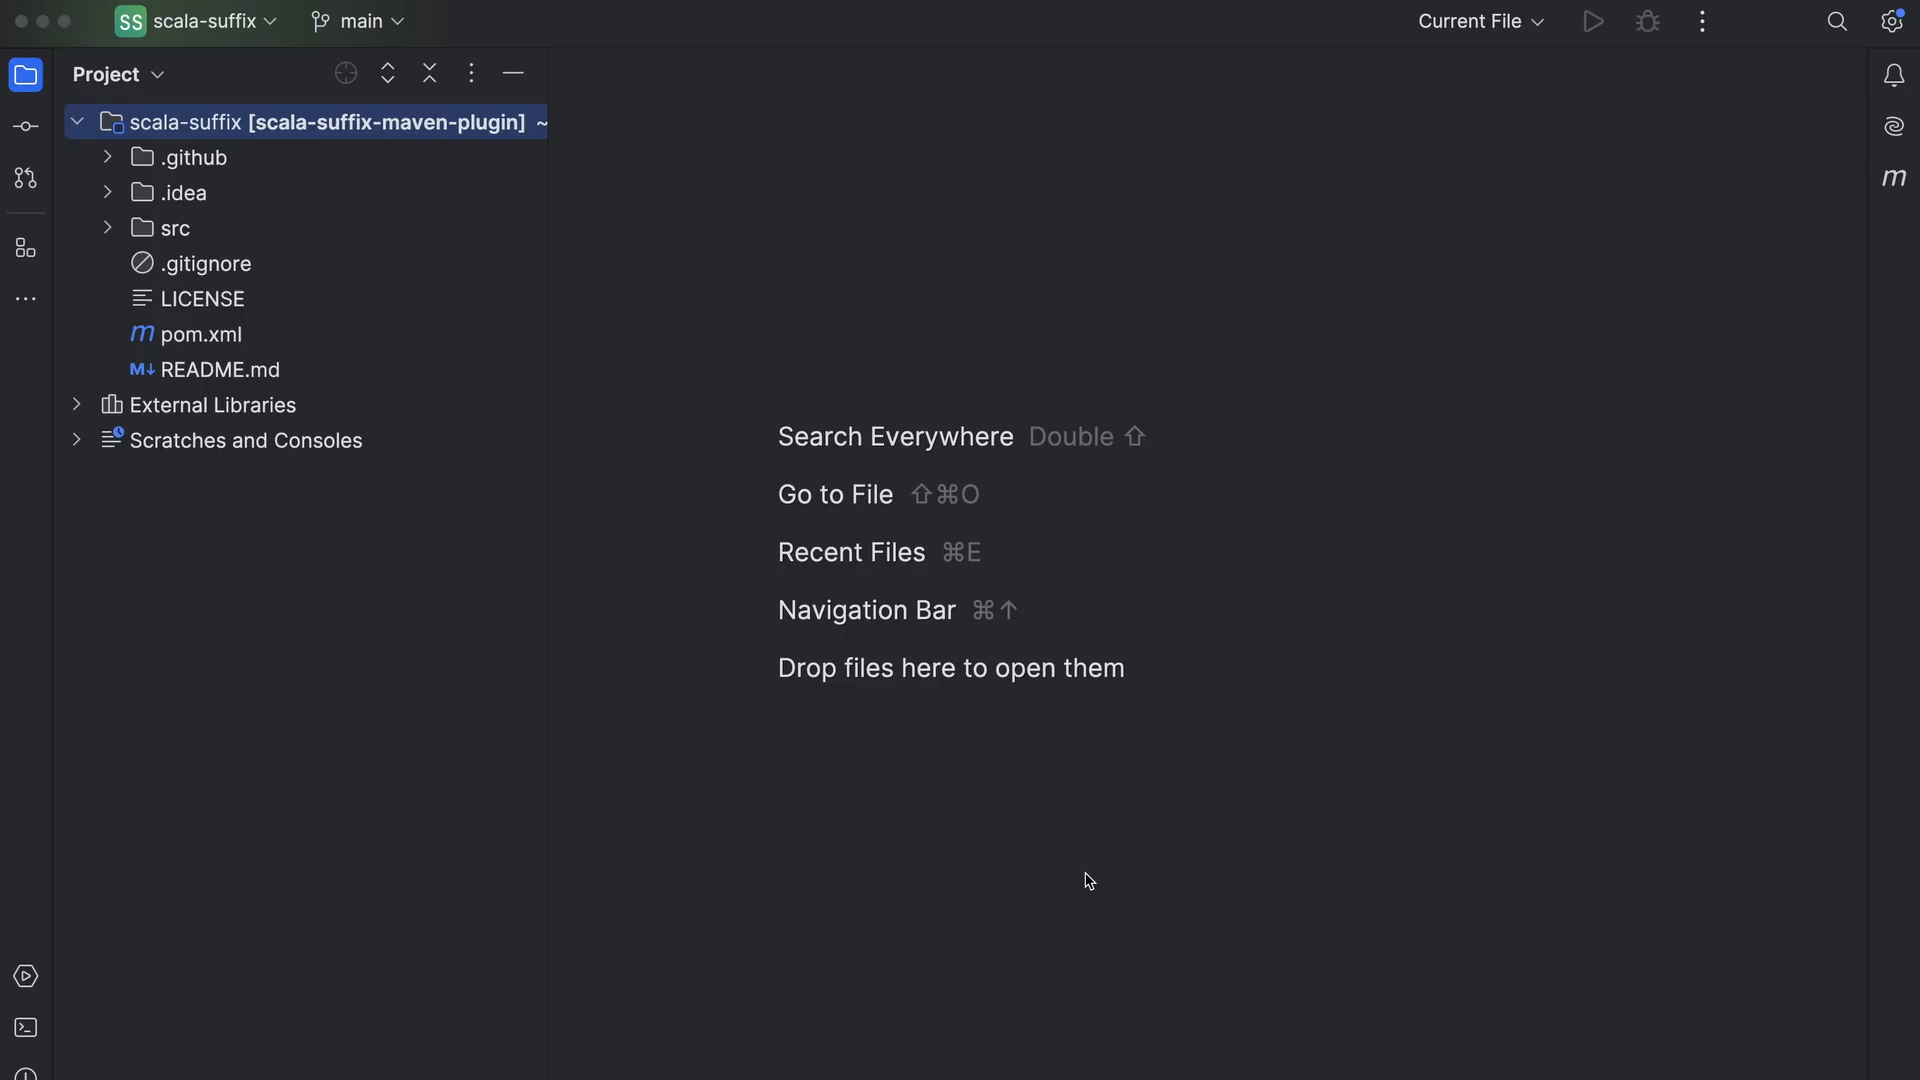 SS scala-suffix main Current File
Project
scala-suffix [scala-suffix-maven-plugin] ~
.github
.idea
src
.gitignore
LICENSE
m pom.xml
M↓ README.md
External Libraries
Scratches and Consoles
Search Everywhere Double ⇧
Go to File ⇧⌘O
Recent Files ⌘E
Navigation Bar ⌘↑
Drop files here to open them
m